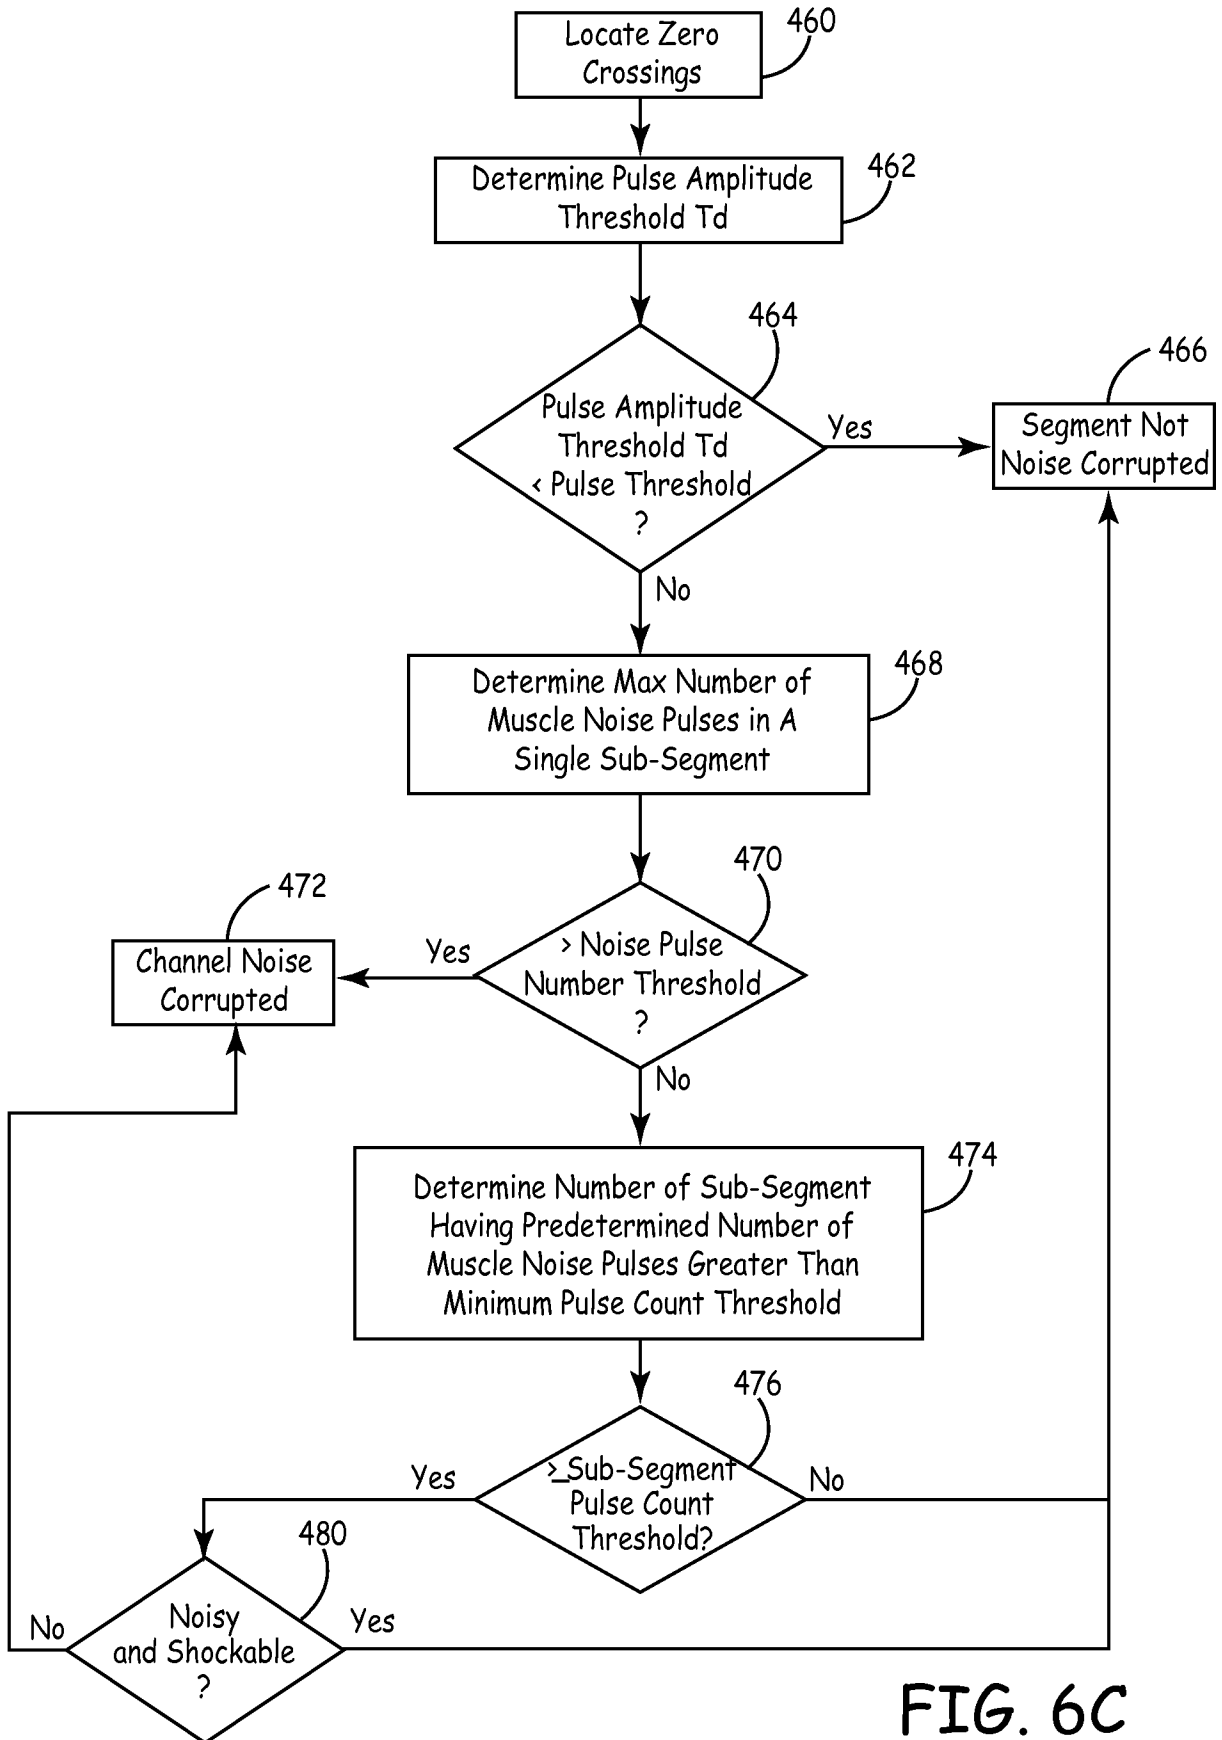 460
Locate Zero
Crossings
462
Determine Pulse Amplitude
Threshold Td
464
Pulse Amplitude
Threshold Td
< Pulse Threshold
?
Yes
466
Segment Not
Noise Corrupted
No
468
Determine Max Number of
Muscle Noise Pulses in A
Single Sub-Segment
470
> Noise Pulse
Number Threshold
?
Yes
472
Channel Noise
Corrupted
No
474
Determine Number of Sub-Segment
Having Predetermined Number of
Muscle Noise Pulses Greater Than
Minimum Pulse Count Threshold
476
>_Sub-Segment
Pulse Count
Threshold?
Yes
No
480
Noisy
and Shockable
?
No
Yes
FIG. 6C